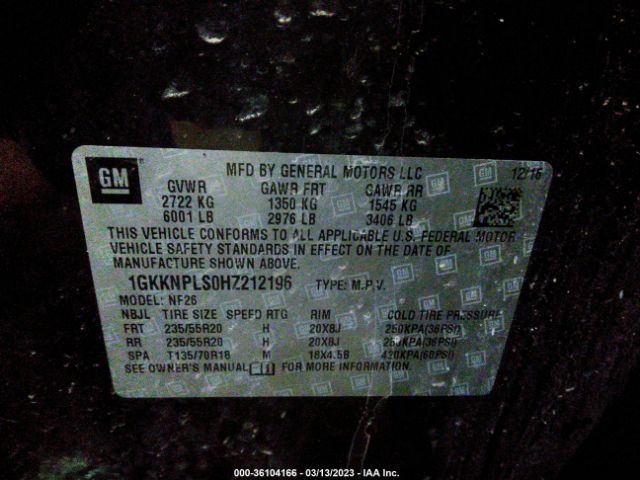 GM
MFD BY GENERAL MOTORS LLC 12/16
GVWR GAWR FRT GAWR RR
2722 KG 1350 KG 1545 KG
6001 LB 2976 LB 3406 LB
THIS VEHICLE CONFORMS TO ALL APPLICABLE U.S. FEDERAL MOTOR
VEHICLE SAFETY STANDARDS IN EFFECT ON THE DATE OF
MANUFACTURE SHOWN ABOVE.
1GKKNPLS0HZ212196 TYPE: M.P.V.
MODEL: NF26
NBJL TIRE SIZE SPEED RTG RIM COLD TIRE PRESSURE
FRT 235/55R20 H 20X8J 250KPA(36PSI)
RR 235/55R20 H 20X8J 250KPA(36PSI)
SPA T135/70R18 M 18X4.5B 420KPA(60PSI)
SEE OWNER'S MANUAL FOR MORE INFORMATION.
000-36104166 - 03/13/2023 - IAA Inc.